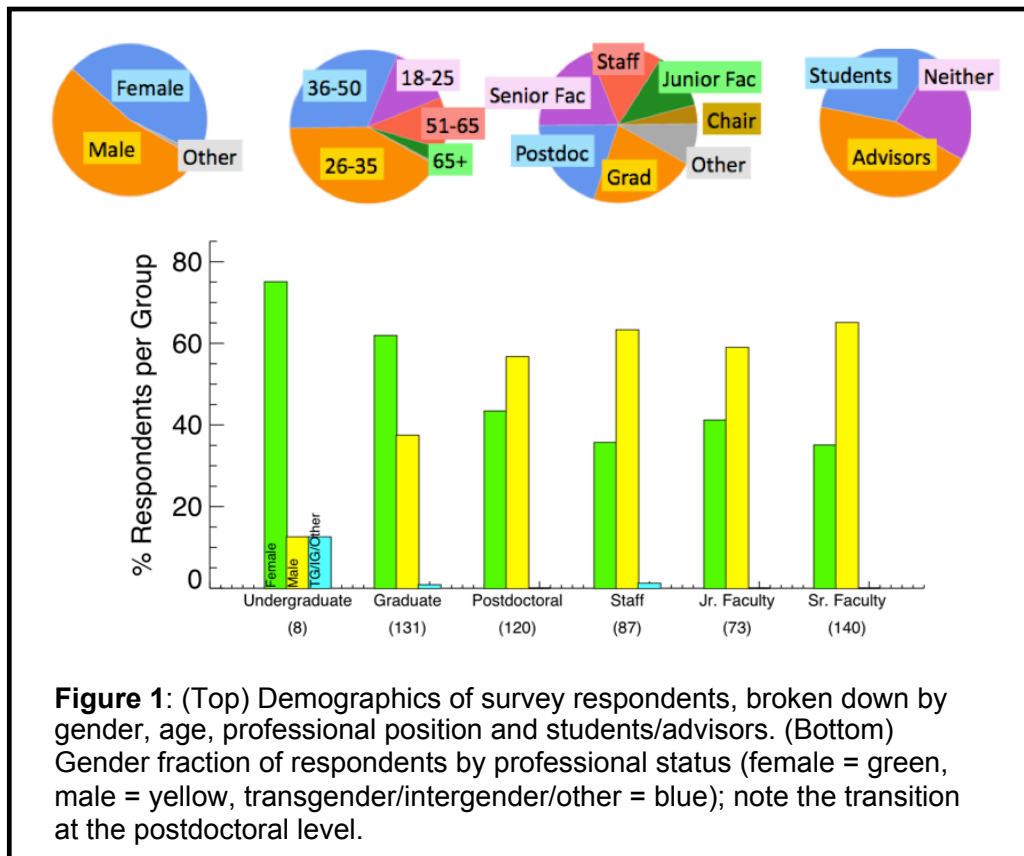 Female
Male
Other
36-50
18-25
51-65
65+
26-35
Staff
Junior Fac
Senior Fac
Chair
Postdoc
Other
Grad
Students
Neither
Advisors
% Respondents per Group
80
60
40
20
0
Female
Male
TG/IG/Other
Undergraduate Graduate Postdoctoral Staff Jr. Faculty Sr. Faculty
(8) (131) (120) (87) (73) (140)
Figure 1: (Top) Demographics of survey respondents, broken down by
gender, age, professional position and students/advisors. (Bottom)
Gender fraction of respondents by professional status (female = green,
male = yellow, transgender/intergender/other = blue); note the transition
at the postdoctoral level.